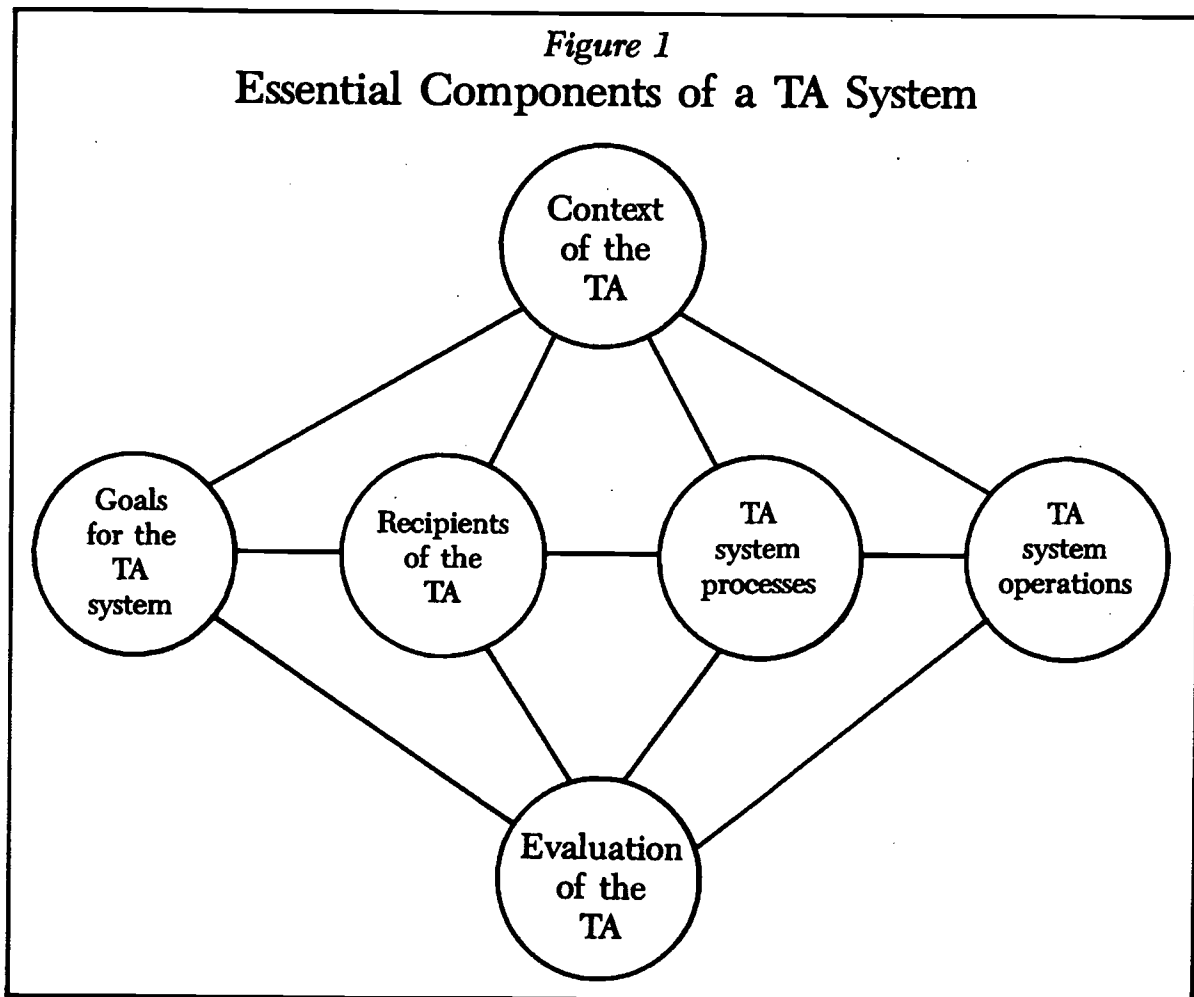 Figure 1
Essential Components of a TA System
Context
of the
TA
Goals
for the
TA
system
Recipients
of the
TA
TA
system
processes
TA
system
operations
Evaluation
of the
TA